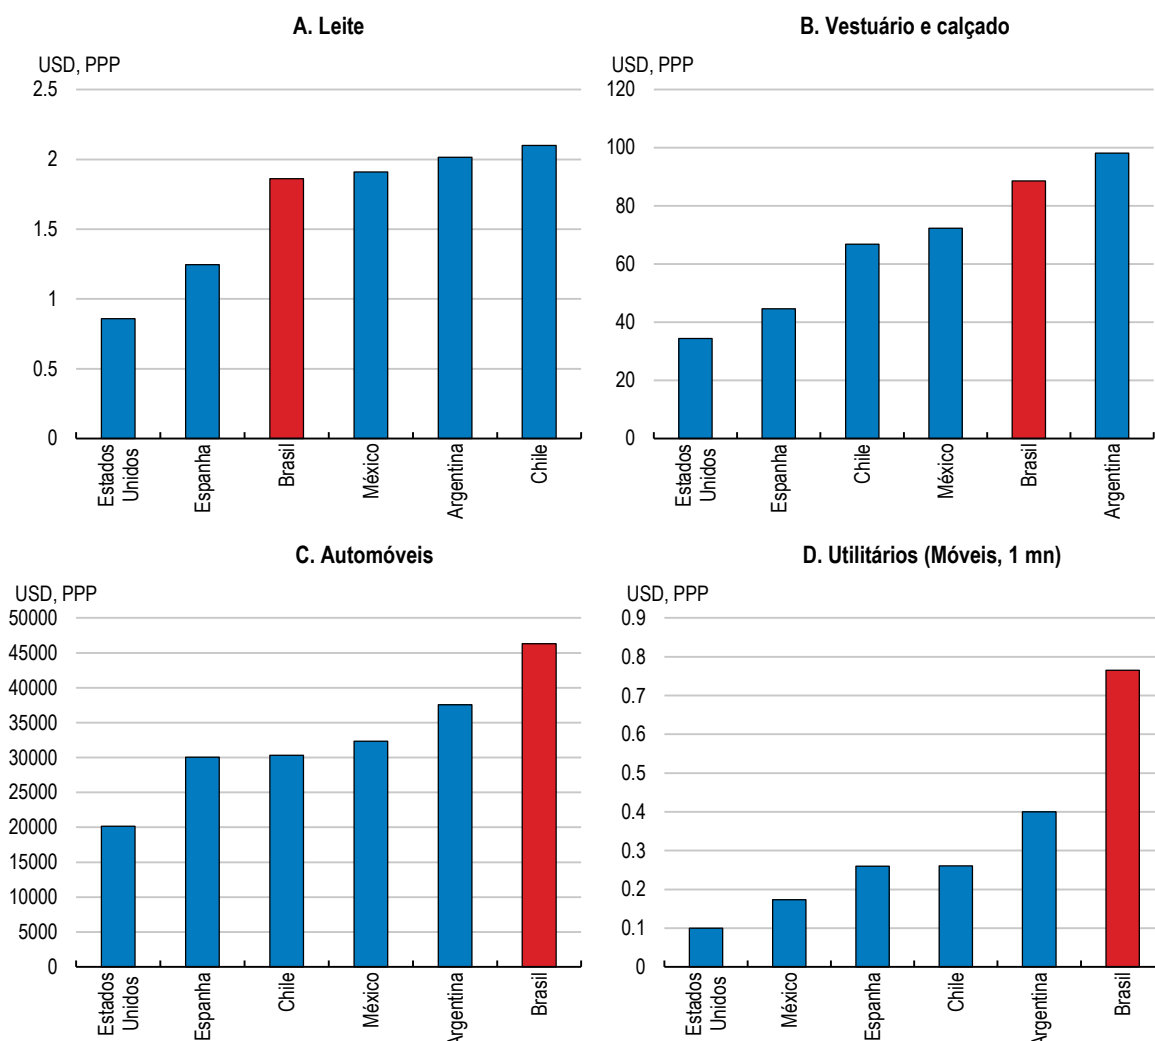 A. Leite
USD, PPP
2.5
2
1.5
1
0.5
0
Estados
Unidos
Espanha
Brasil
México
Argentina
Chile
B. Vestuário e calçado
USD, PPP
120
100
80
60
40
20
0
Estados
Unidos
Espanha
Chile
México
Brasil
Argentina
C. Automóveis
USD, PPP
50000
45000
40000
35000
30000
25000
20000
15000
10000
5000
0
Estados
Unidos
Espanha
Chile
México
Argentina
Brasil
D. Utilitários (Móveis, 1 mn)
USD, PPP
0.9
0.8
0.7
0.6
0.5
0.4
0.3
0.2
0.1
0
Estados
Unidos
México
Espanha
Chile
Argentina
Brasil